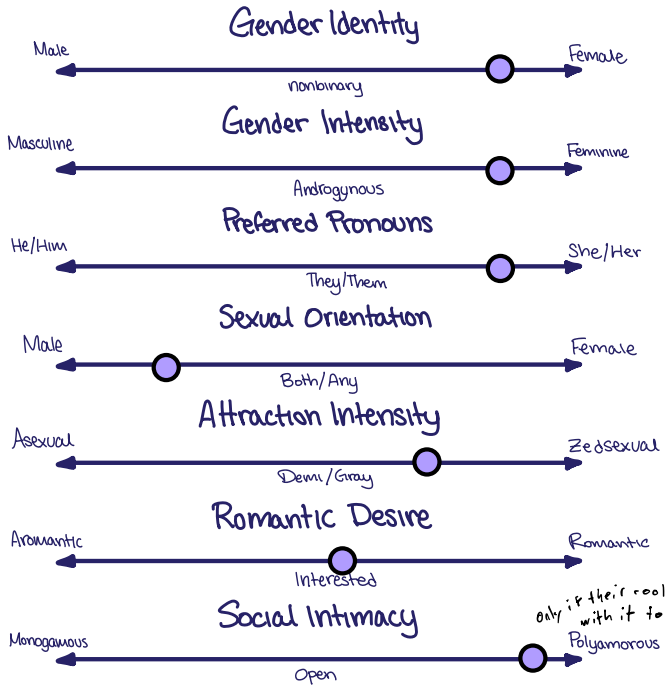 Gender Identity
Male
Female
nonbinary
Gender Intensity
Masculine
Feminine
Androgynous
Preferred Pronouns
He/Him
She/Her
They/Them
Sexual Orientation
Male
Female
Both/Any
Attraction Intensity
Asexual
Zedsexual
Demi/Gray
Romantic Desire
Aromantic
Romantic
Interested
only if their cool
with it to
Social Intimacy
Monogamous
Polyamorous
Open